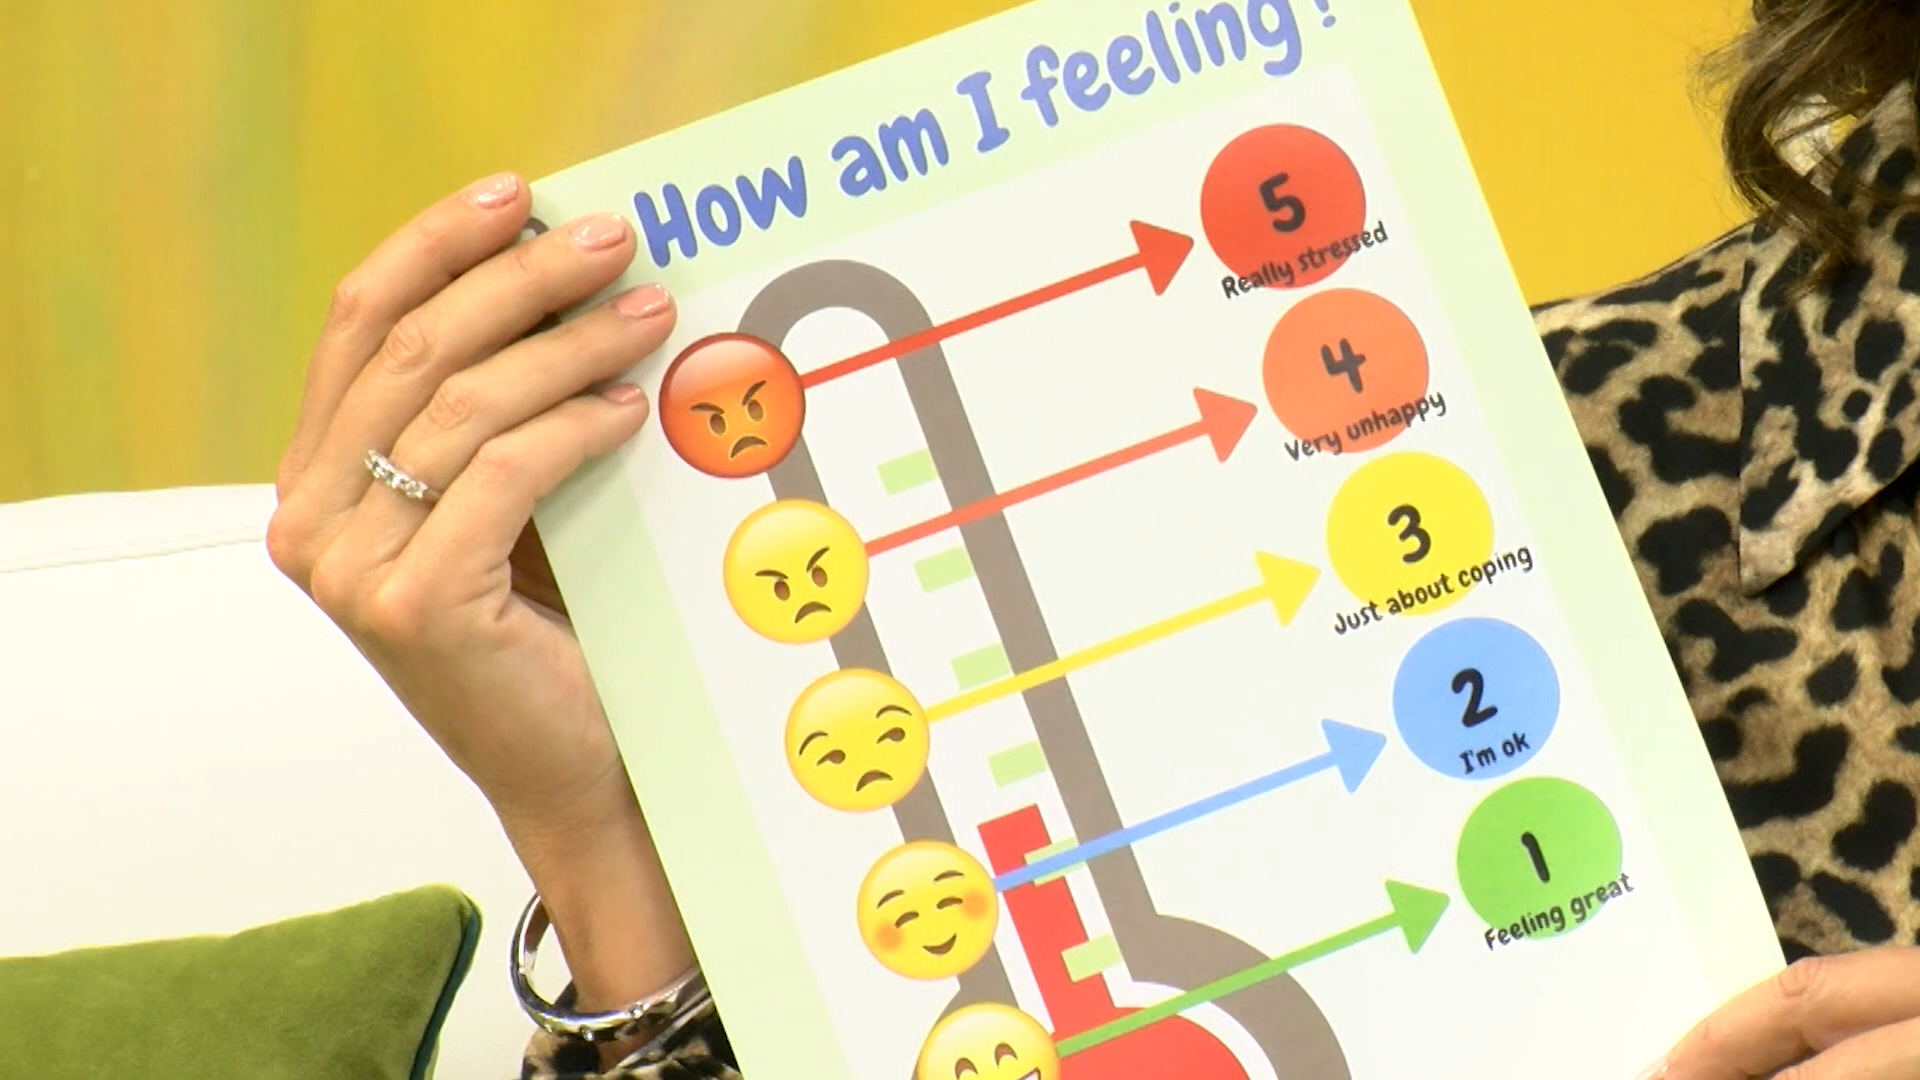 How am I feeling?
5
Really stressed
4
Very unhappy
3
Just about coping
2
I'm ok
1
Feeling great